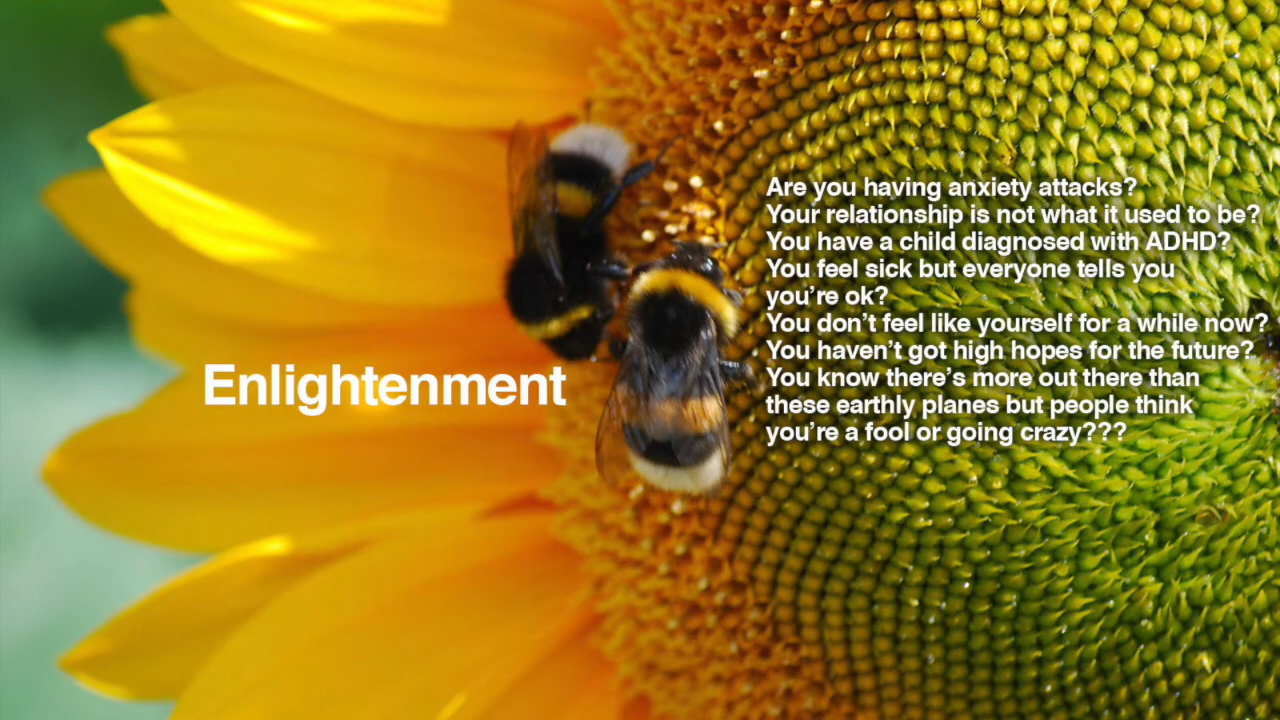 Enlightenment
Are you having anxiety attacks?
Your relationship is not what it used to be?
You have a child diagnosed with ADHD?
You feel sick but everyone tells you
you’re ok?
You don’t feel like yourself for a while now?
You haven’t got high hopes for the future?
You know there’s more out there than
these earthly planes but people think
you’re a fool or going crazy???